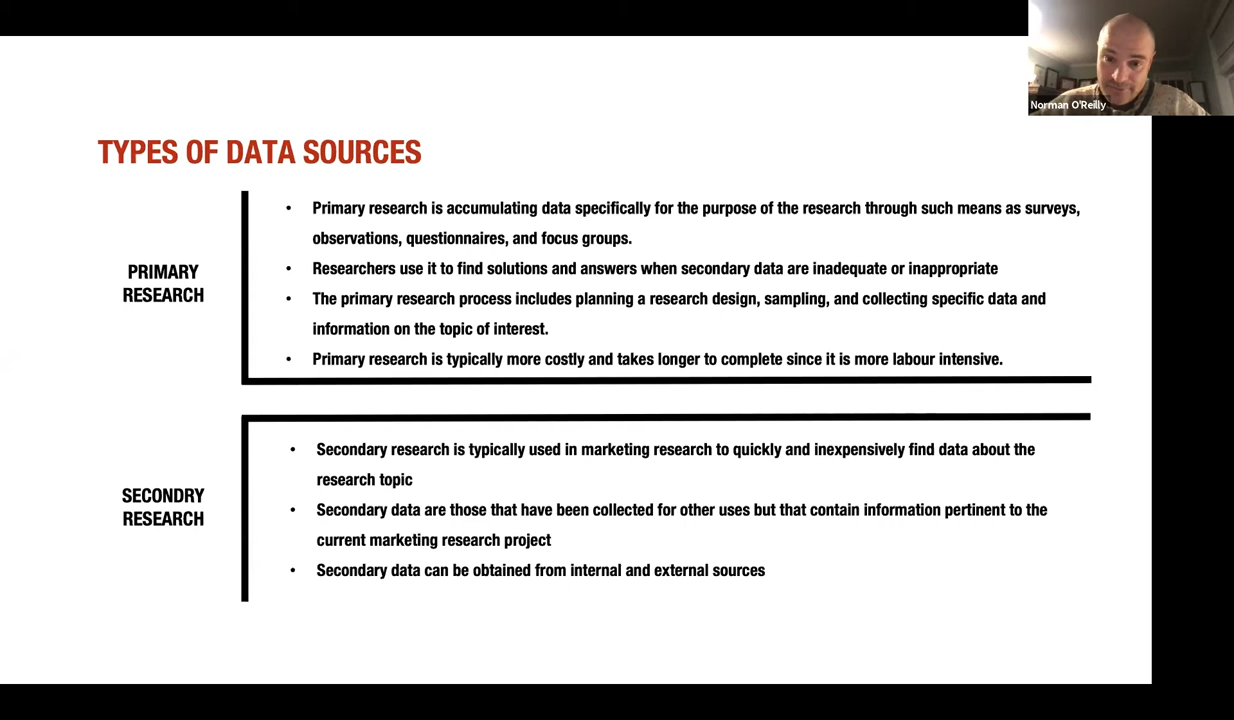 Norman O'Reilly
TYPES OF DATA SOURCES
PRIMARY
RESEARCH
• Primary research is accumulating data specifically for the purpose of the research through such means as surveys,
observations, questionnaires, and focus groups.
• Researchers use it to find solutions and answers when secondary data are inadequate or inappropriate
• The primary research process includes planning a research design, sampling, and collecting specific data and
information on the topic of interest.
• Primary research is typically more costly and takes longer to complete since it is more labour intensive.
SECONDRY
RESEARCH
• Secondary research is typically used in marketing research to quickly and inexpensively find data about the
research topic
• Secondary data are those that have been collected for other uses but that contain information pertinent to the
current marketing research project
• Secondary data can be obtained from internal and external sources